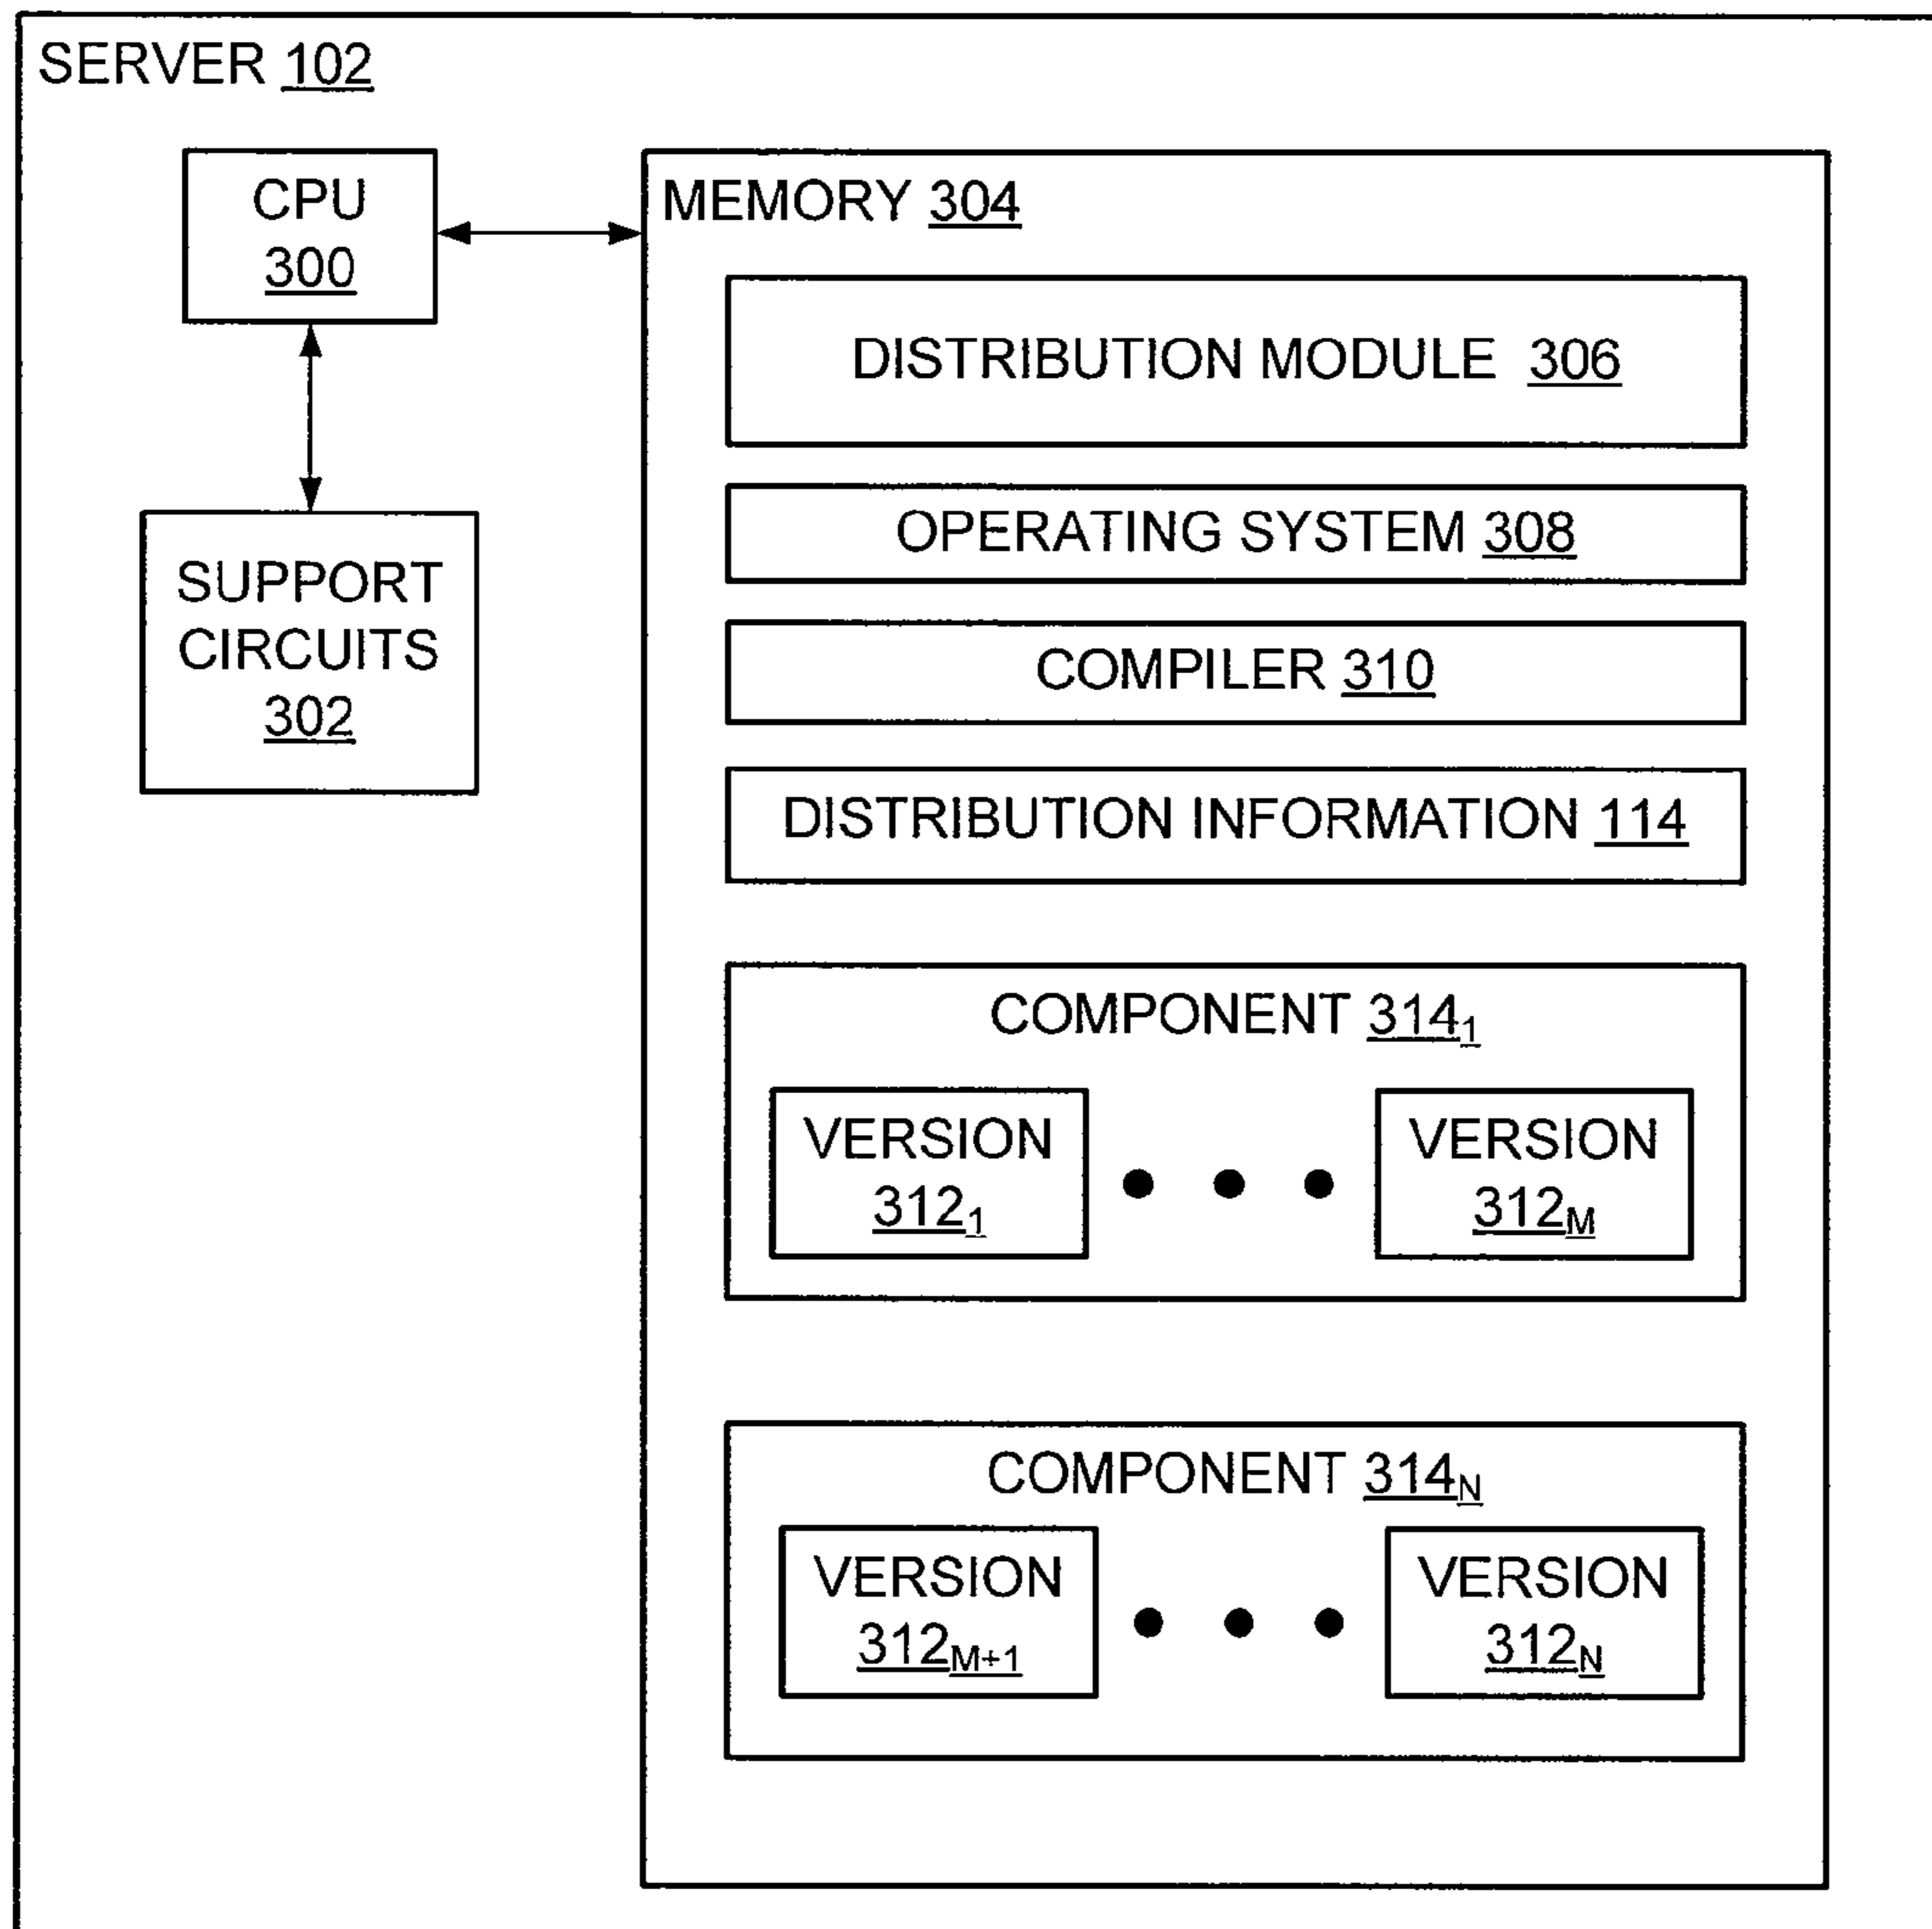 SERVER 102
CPU
300
SUPPORT
CIRCUITS
302
MEMORY 304
DISTRIBUTION MODULE 306
OPERATING SYSTEM 308
COMPILER 310
DISTRIBUTION INFORMATION 114
COMPONENT 314₁
VERSION
312₁
VERSION
312M
COMPONENT 314N
VERSION
312M+1
VERSION
312N